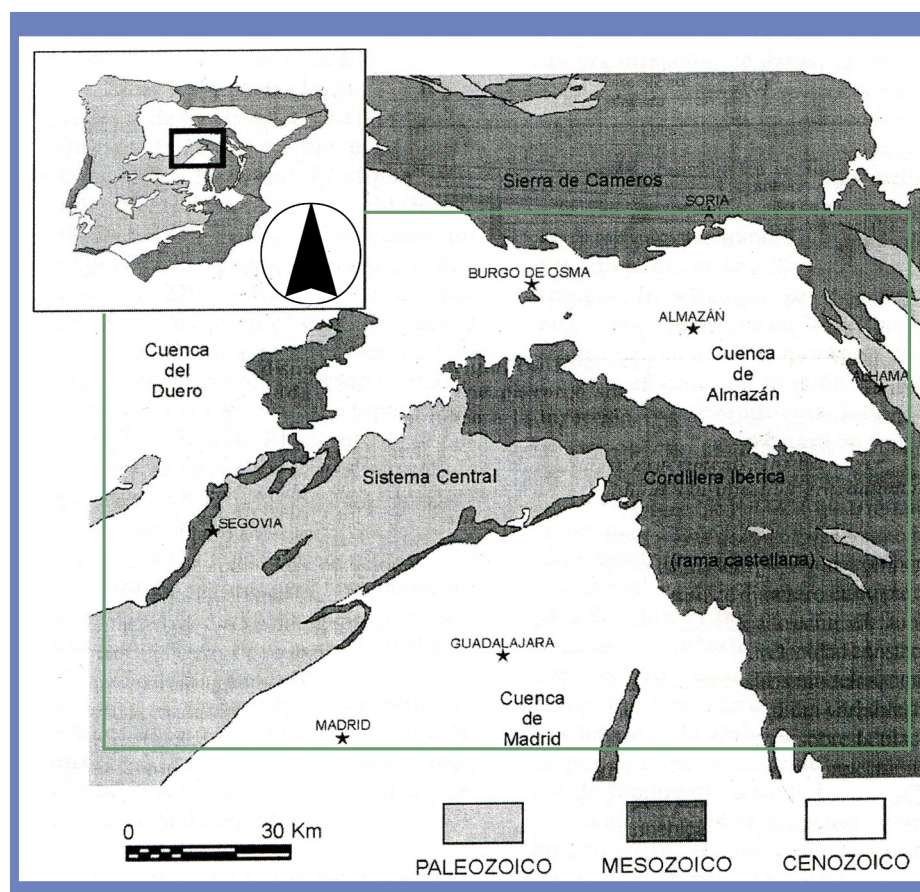 Sierra de Cameros
SORIA
BURGO DE OSMA
ALMAZÁN
Cuenca
del
Duero
Cuenca
de
Almazán
ALHAMA
Sistema Central
Cordillera Ibérica
SEGOVIA
(rama castellana)
GUADALAJARA
Cuenca
de
Madrid
MADRID
0 30 Km
PALEOZOICO
MESOZOICO
CENOZOICO